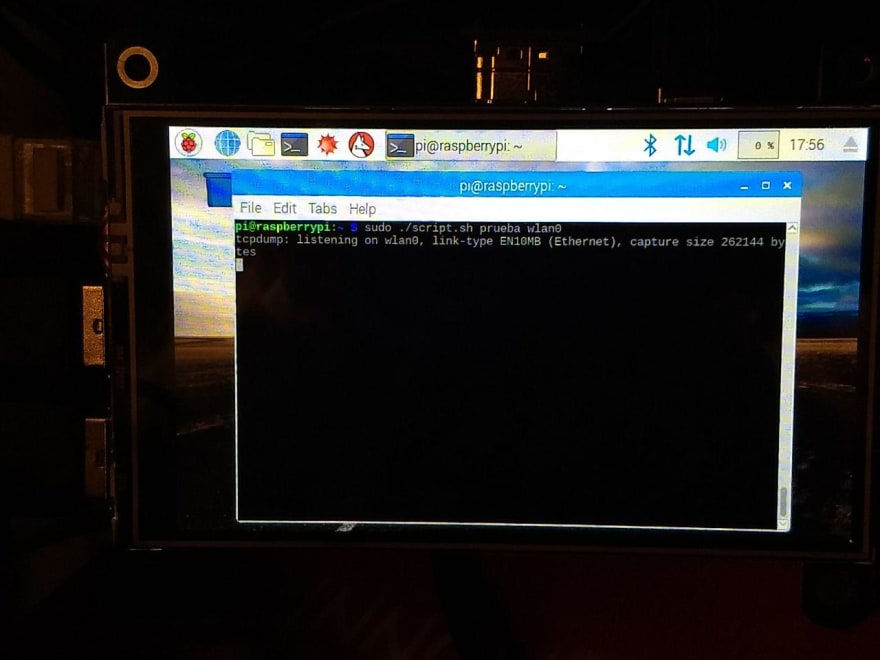 pi@raspberrypi: ~
0 %
17:56
pi@raspberrypi: ~
File Edit Tabs Help
pi@raspberrypi:~ $ sudo ./script.sh prueba wlan0
tcpdump: listening on wlan0, link-type EN10MB (Ethernet), capture size 262144 by
tes